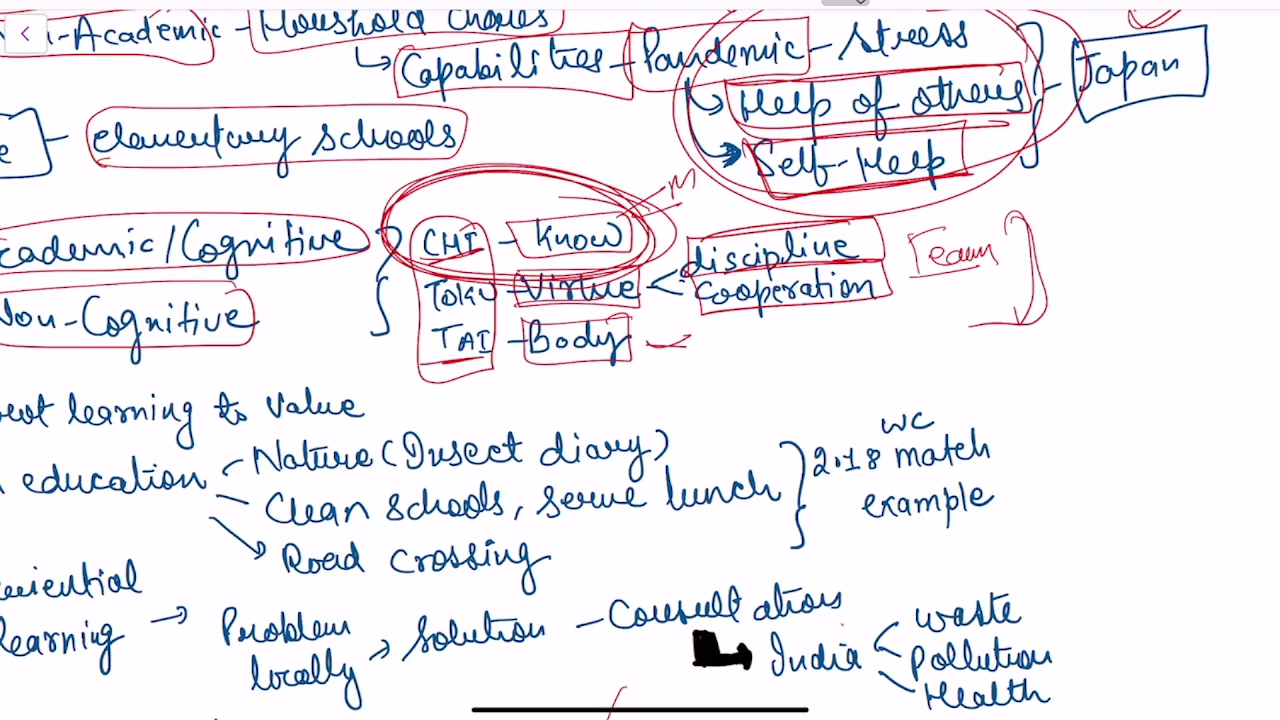 -Academic - Household chores
Capabilities - Pandemic - Stress
Help of others
Self-Help
Japan
e - elementary schools
cademic/Cognitive
Non-Cognitive
CHI - Know
TOKU - Virtue
TAI - Body
discipline
cooperation
Team
M
learning to value
education
Nature (Insect diary)
Clean schools, serve lunch
Road crossing
WC
2018 match
example
eriential
learning
Problem
locally
Solution - Consultations
India
waste
Pollution
Health